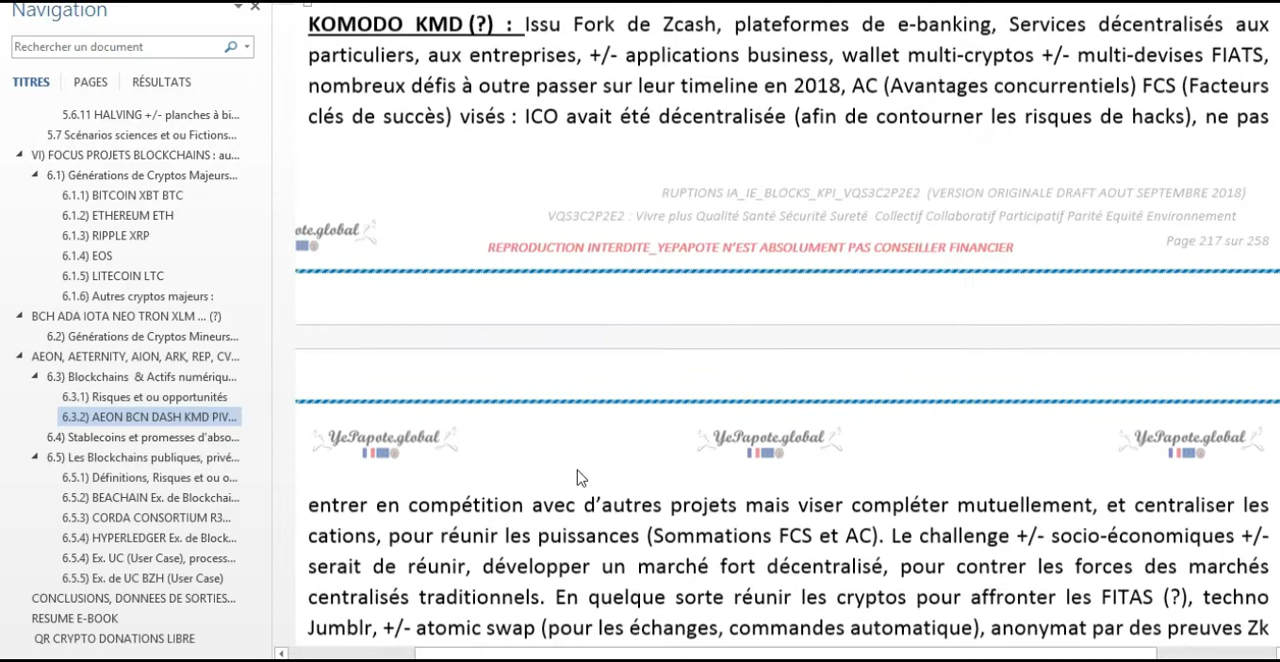 Navigation
Rechercher un document
TITRES PAGES RÉSULTATS
5.6.11 HALVING +/- planches à bi...
5.7 Scénarios sciences et ou Fictions...
VI) FOCUS PROJETS BLOCKCHAINS : au...
6.1) Générations de Cryptos Majeurs...
6.1.1) BITCOIN XBT BTC
6.1.2) ETHEREUM ETH
6.1.3) RIPPLE XRP
6.1.4) EOS
6.1.5) LITECOIN LTC
6.1.6) Autres cryptos majeurs :
BCH ADA IOTA NEO TRON XLM ... (?)
6.2) Générations de Cryptos Mineurs...
AEON, AETERNITY, AION, ARK, REP, CV...
6.3) Blockchains & Actifs numériqu...
6.3.1) Risques et ou opportunités
6.3.2) AEON BCN DASH KMD PIV...
6.4) Stablecoins et promesses d'abso...
6.5) Les Blockchains publiques, privé...
6.5.1) Définitions, Risques et ou o...
6.5.2) BEACHAIN Ex. de Blockchai...
6.5.3) CORDA CONSORTIUM R3...
6.5.4) HYPERLEDGER Ex. de Block...
6.5.4) Ex. UC (User Case), process...
6.5.5) Ex. de UC BZH (User Case)
CONCLUSIONS, DONNEES DE SORTIES...
RESUME E-BOOK
QR CRYPTO DONATIONS LIBRE
KOMODO KMD (?) : Issu Fork de Zcash, plateformes de e-banking, Services décentralisés aux
particuliers, aux entreprises, +/- applications business, wallet multi-cryptos +/- multi-devises FIATS,
nombreux défis à outre passer sur leur timeline en 2018, AC (Avantages concurrentiels) FCS (Facteurs
clés de succès) visés : ICO avait été décentralisée (afin de contourner les risques de hacks), ne pas
RUPTIONS IA_IE_BLOCKS_KPI_VQS3C2P2E2 (VERSION ORIGINALE DRAFT AOUT SEPTEMBRE 2018)
VQS3C2P2E2 : Vivre plus Qualité Santé Sécurité Sureté Collectif Collaboratif Participatif Parité Equité Environnement
ote.global
REPRODUCTION INTERDITE_YEPAPOTE N'EST ABSOLUMENT PAS CONSEILLER FINANCIER
Page 217 sur 258
YePapote.global YePapote.global YePapote.global
entrer en compétition avec d'autres projets mais viser compléter mutuellement, et centraliser les
cations, pour réunir les puissances (Sommations FCS et AC). Le challenge +/- socio-économiques +/-
serait de réunir, développer un marché fort décentralisé, pour contrer les forces des marchés
centralisés traditionnels. En quelque sorte réunir les cryptos pour affronter les FITAS (?), techno
Jumblr, +/- atomic swap (pour les échanges, commandes automatique), anonymat par des preuves Zk